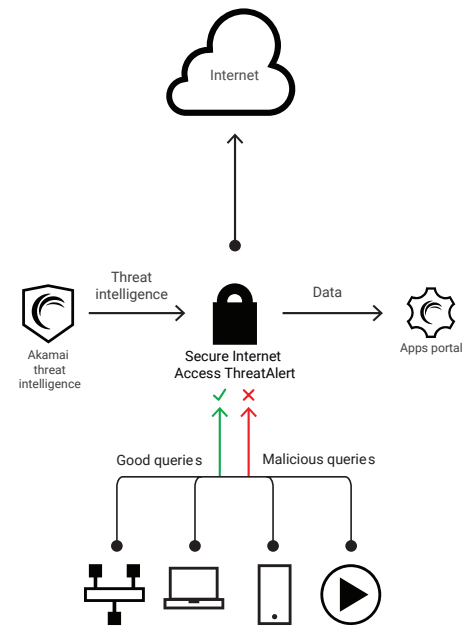 Internet
Threat
intelligence
Data
Akamai
threat
intelligence
Secure Internet
Access ThreatAlert
Apps portal
Good queries
Malicious queries